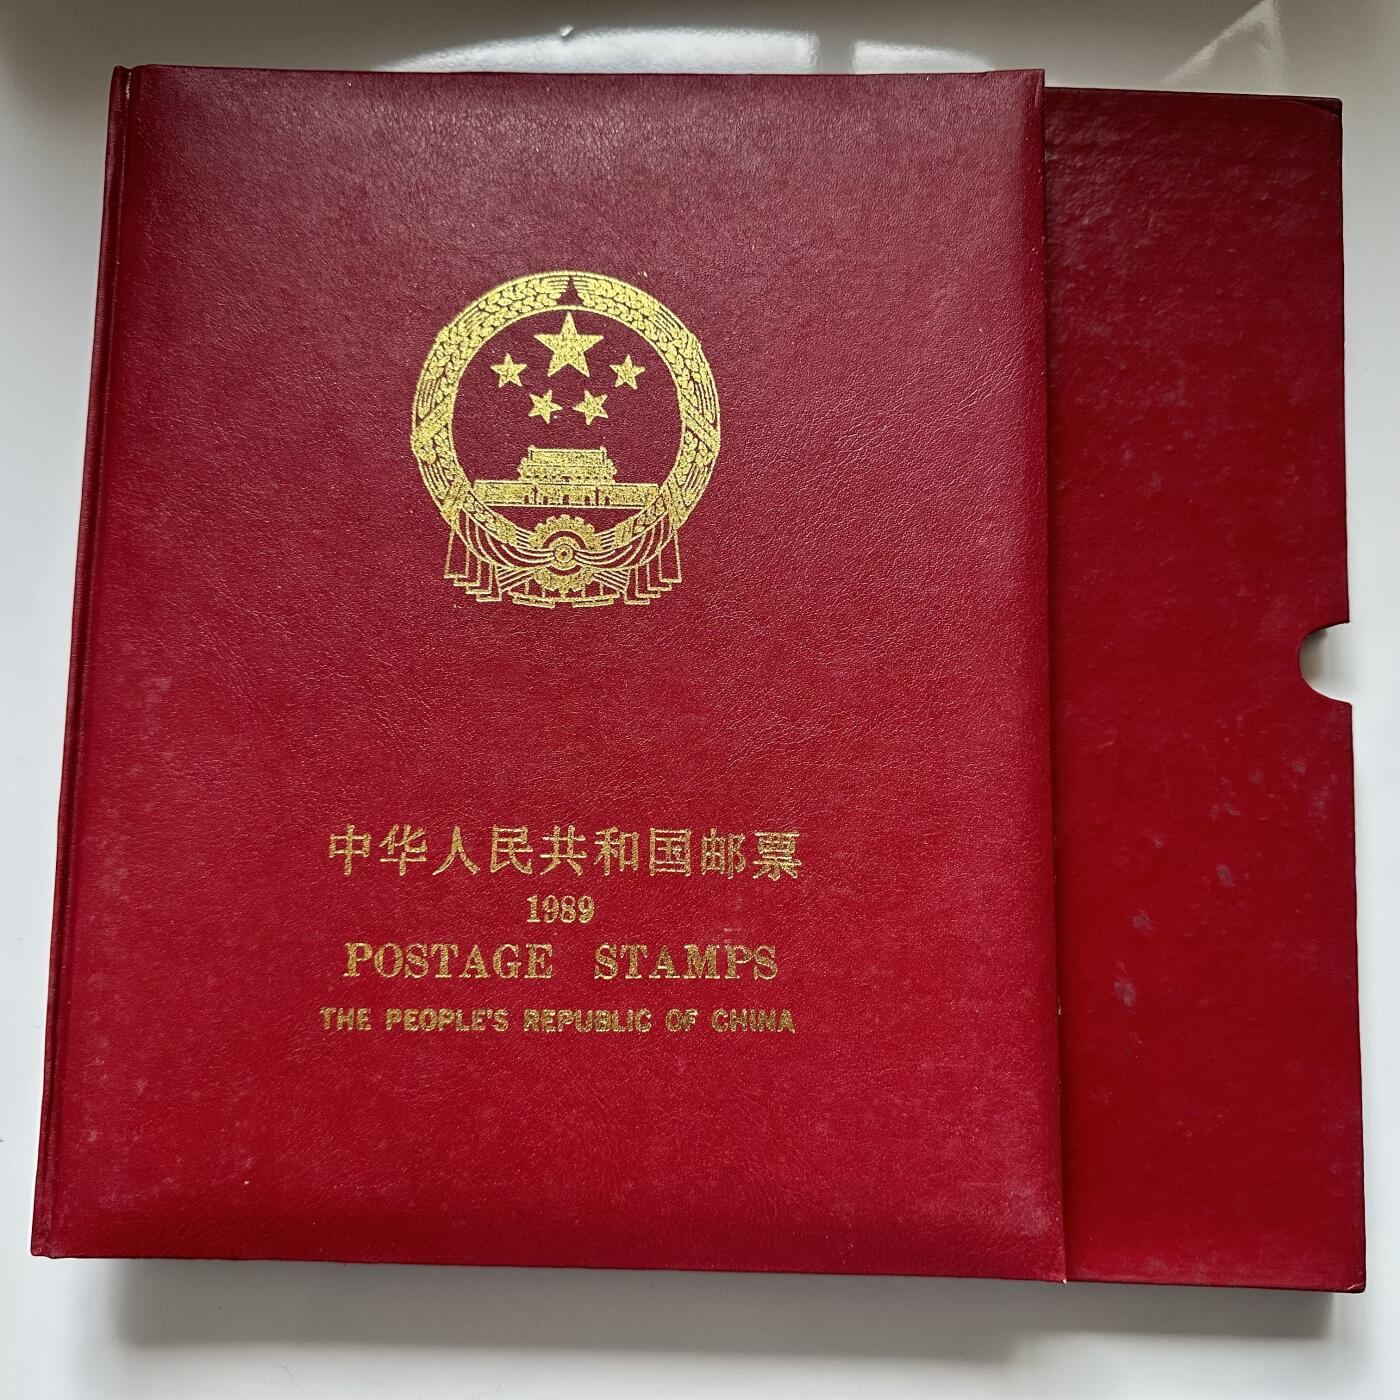 中华人民共和国邮票
1989
POSTAGE STAMPS
THE PEOPLE'S REPUBLIC OF CHINA